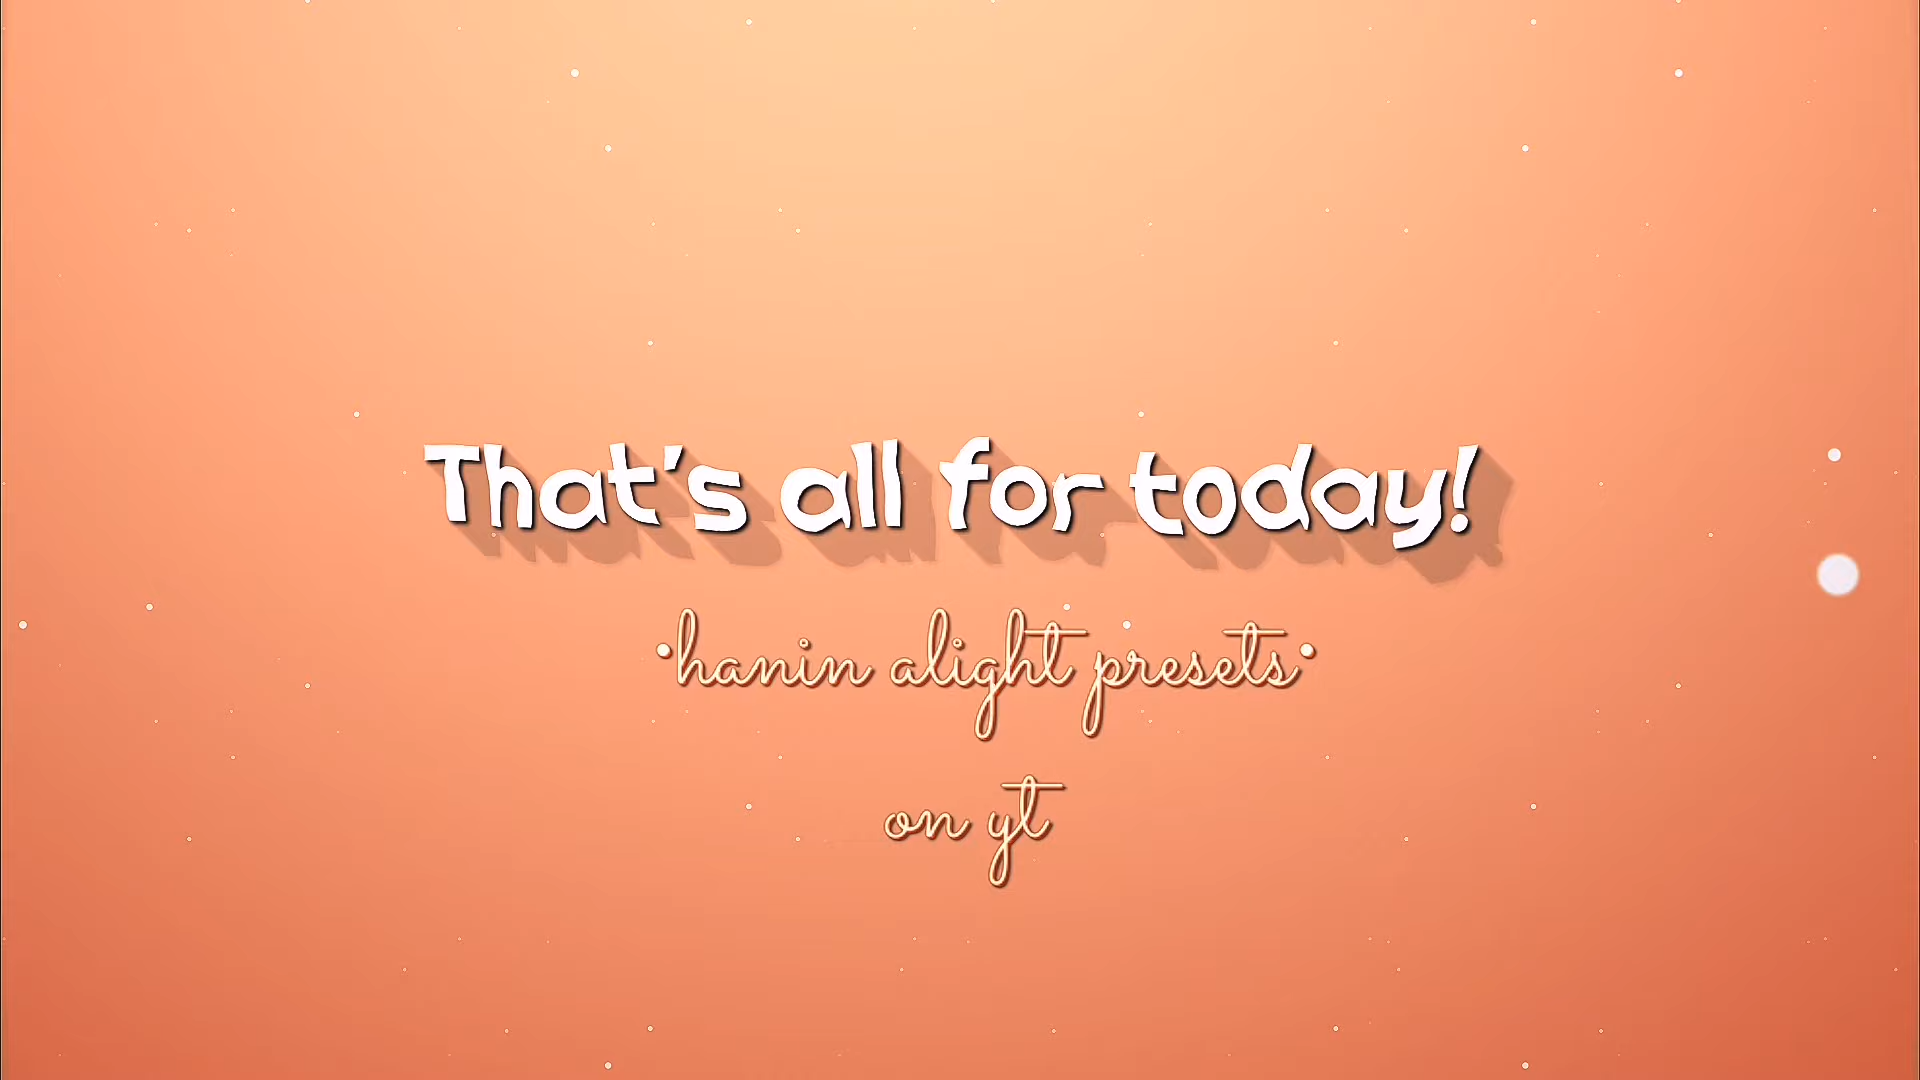 That's all for today!
•hanin alight presets•
on yt